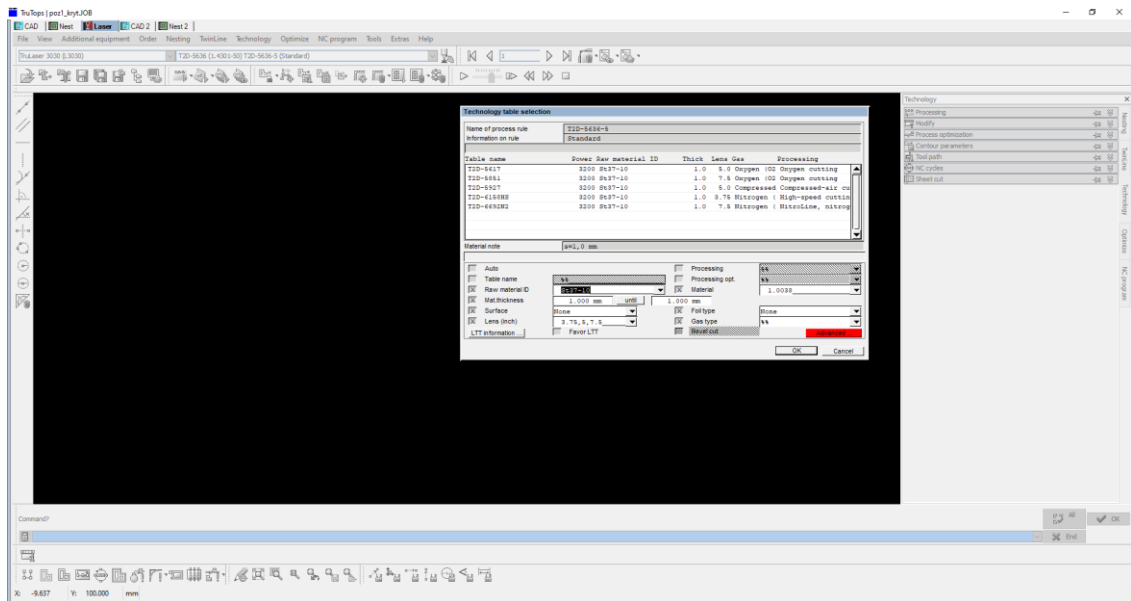 TruTops | poz1_kryt.JOB
CAD Nest Laser CAD 2 Nest 2
File View Additional equipment Order Nesting TwinLine Technology Optimize NC program Tools Extras Help
TruLaser 3030 (L3030) T2D-5636 (1.4301-50) T2D-5636-5 (Standard) 1
Technology
Processing
Modify
Process optimization
Contour parameters
Tool path
NC cycles
Sheet cut
Nesting
TwinLine
Technology
Optimize
NC program
Technology table selection
Name of process rule T2D-5636-5
Information on rule Standard
Table name Power Raw material ID Thick Lens Gas Processing
T2D-5617 3200 St37-10 1.0 5.0 Oxygen (O2 Oxygen cutting
T2D-5851 3200 St37-10 1.0 7.5 Oxygen (O2 Oxygen cutting
T2D-5927 3200 St37-10 1.0 5.0 Compressed Compressed-air cu
T2D-6150HS 3200 St37-10 1.0 3.75 Nitrogen ( High-speed cuttin
T2D-6692N2 3200 St37-10 1.0 7.5 Nitrogen ( NitroLine, nitrog
Material note s=1,0 mm
Auto Processing %%
Table name %% Processing opt. %%
Raw material ID St37-10 Material 1.0038
Mat.thickness 1.000 mm until 1.000 mm
Surface None Foil type None
Lens (inch) 3.75,5,7.5 Gas type %%
LTT information ... Favor LTT Bevel cut Advanced...
OK Cancel
Command?
All OK
End
X: -9.637 Y: 100.000 mm